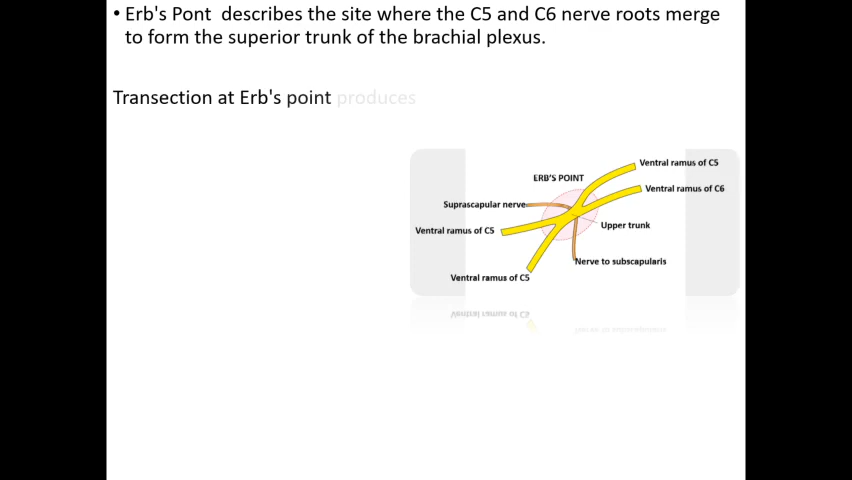 • Erb's Pont describes the site where the C5 and C6 nerve roots merge
to form the superior trunk of the brachial plexus.
Transection at Erb's point produces
Ventral ramus of C5
ERB'S POINT
Ventral ramus of C6
Suprascapular nerve
Upper trunk
Ventral ramus of C5
Nerve to subscapularis
Ventral ramus of C5